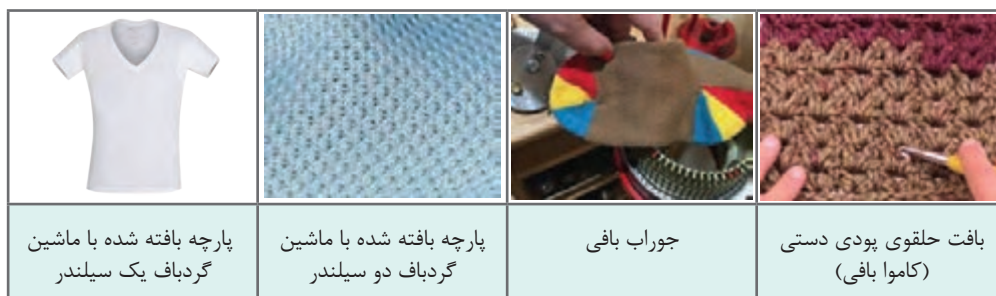 بافت حلقوی پودی دستی
(کاموا بافی)
جوراب بافی
پارچه بافته شده با ماشین
گردباف دو سیلندر
پارچه بافته شده با ماشین
گردباف یک سیلندر